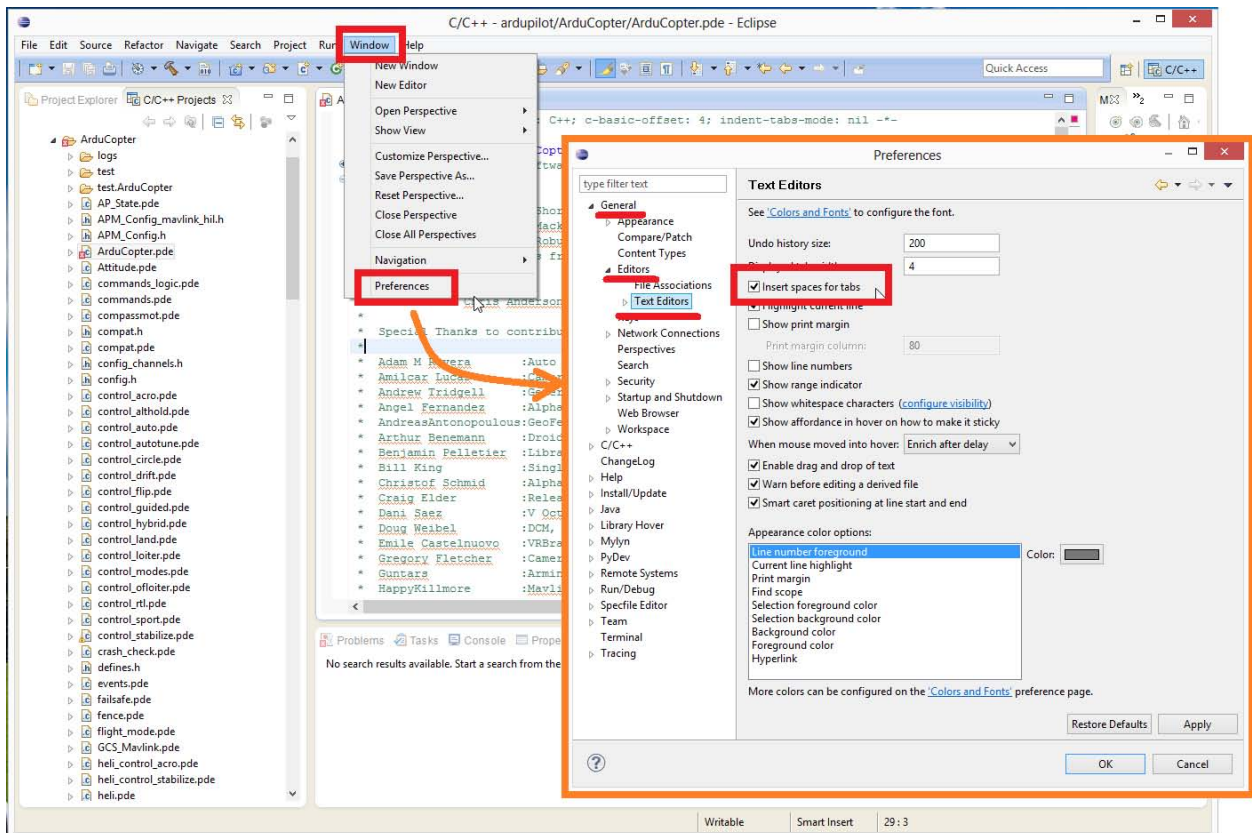 C/C++ - ardupilot/ArduCopter/ArduCopter.pde - Eclipse
File Edit Source Refactor Navigate Search Project Run Window Help
Quick Access
C/C++
Project Explorer C/C++ Projects
ArduCopter
logs
test
test.ArduCopter
AP_State.pde
APM_Config_mavlink_hil.h
APM_Config.h
ArduCopter.pde
Attitude.pde
commands_logic.pde
commands.pde
compassmot.pde
compat.h
compat.pde
config_channels.h
config.h
control_acro.pde
control_althold.pde
control_auto.pde
control_autotune.pde
control_circle.pde
control_drift.pde
control_flip.pde
control_guided.pde
control_hybrid.pde
control_land.pde
control_loiter.pde
control_modes.pde
control_ofloiter.pde
control_rtl.pde
control_sport.pde
control_stabilize.pde
crash_check.pde
defines.h
events.pde
failsafe.pde
fence.pde
flight_mode.pde
GCS_Mavlink.pde
heli_control_acro.pde
heli_control_stabilize.pde
heli.pde
New Window
New Editor
Open Perspective
Show View
Customize Perspective...
Save Perspective As...
Reset Perspective...
Close Perspective
Close All Perspectives
Navigation
Preferences
C++; c-basic-offset: 4; indent-tabs-mode: nil -*-
Chris Anderson
*
* Special Thanks to contribu
*
* Adam M Rivera :Auto
* Amilcar Lucas
* Andrew Tridgell
* Angel Fernandez :Alpha
* AndreasAntonopoulous:GeoFe
* Arthur Benemann :Droid
* Benjamin Pelletier :Libra
* Bill King :Singl
* Christof Schmid :Alpha
* Craig Elder :Relea
* Dani Saez :V Oct
* Doug Weibel :DCM,
* Emile Castelnuovo :VRBra
* Gregory Fletcher :Camer
* Guntars :Armin
* HappyKillmore :Mavli
Problems Tasks Console Prope
No search results available. Start a search from the
Writable Smart Insert 29 : 3
Preferences
type filter text
General
Appearance
Compare/Patch
Content Types
Editors
File Associations
Text Editors
Keys
Network Connections
Perspectives
Search
Security
Startup and Shutdown
Web Browser
Workspace
C/C++
ChangeLog
Help
Install/Update
Java
Library Hover
Mylyn
PyDev
Remote Systems
Run/Debug
Specfile Editor
Team
Terminal
Tracing
Text Editors
See 'Colors and Fonts' to configure the font.
Undo history size: 200
Displayed tab width: 4
Insert spaces for tabs
Highlight current line
Show print margin
Print margin column: 80
Show line numbers
Show range indicator
Show whitespace characters (configure visibility)
Show affordance in hover on how to make it sticky
When mouse moved into hover: Enrich after delay
Enable drag and drop of text
Warn before editing a derived file
Smart caret positioning at line start and end
Appearance color options:
Line number foreground
Current line highlight
Print margin
Find scope
Selection foreground color
Selection background color
Background color
Foreground color
Hyperlink
Color:
More colors can be configured on the 'Colors and Fonts' preference page.
Restore Defaults Apply
OK Cancel